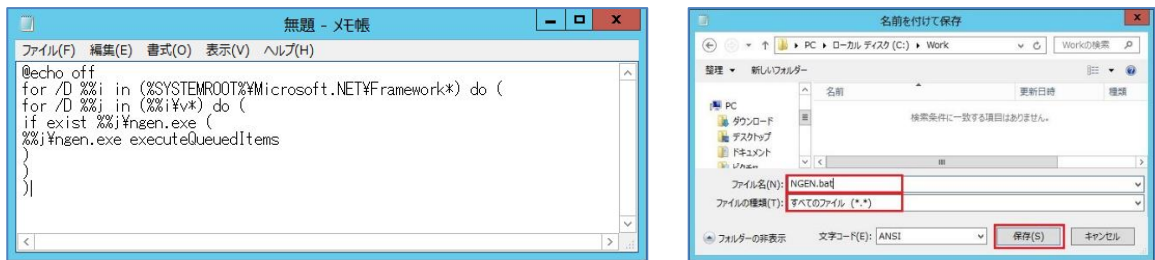 無題 - メモ帳
ファイル(F) 編集(E) 書式(O) 表示(V) ヘルプ(H)
@echo off
for /D %%i in (%SYSTEMROOT%¥Microsoft.NET¥Framework*) do (
for /D %%j in (%%i¥v*) do (
if exist %%j¥ngen.exe (
%%j¥ngen.exe executeQueuedItems
)
)
)
名前を付けて保存
PC ▸ ローカル ディスク (C:) ▸ Work
Workの検索
整理 新しいフォルダー
名前 更新日時 種類
PC
検索条件に一致する項目はありません。
ダウンロード
デスクトップ
ドキュメント
ピクチャ
ファイル名(N): NGEN.bat
ファイルの種類(T): すべてのファイル (*.*)
フォルダーの非表示 文字コード(E): ANSI 保存(S) キャンセル